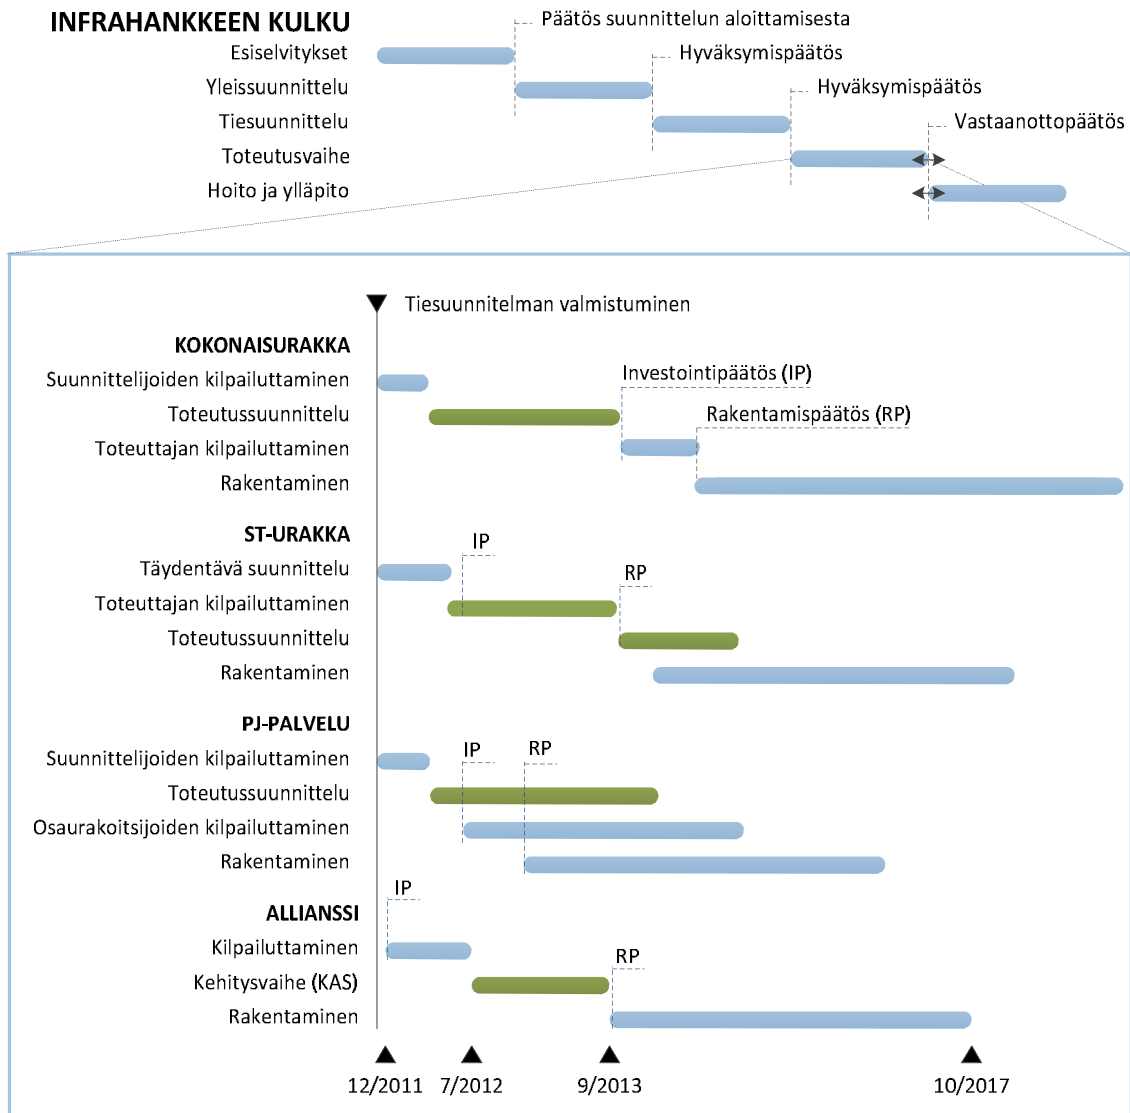 INFRAHANKKEEN KULKU
Päätös suunnittelun aloittamisesta
Esiselvitykset
Hyväksymispäätös
Yleissuunnittelu
Hyväksymispäätös
Tiesuunnittelu
Vastaanottopäätös
Toteutusvaihe
Hoito ja ylläpito
Tiesuunnitelman valmistuminen
KOKONAISURAKKA
Suunnittelijoiden kilpailuttaminen
Investointipäätös (IP)
Toteutussuunnittelu
Rakentamispäätös (RP)
Toteuttajan kilpailuttaminen
Rakentaminen
ST-URAKKA
IP
Täydentävä suunnittelu
RP
Toteuttajan kilpailuttaminen
Toteutussuunnittelu
Rakentaminen
PJ-PALVELU
IP
RP
Suunnittelijoiden kilpailuttaminen
Toteutussuunnittelu
Osaurakoitsijoiden kilpailuttaminen
Rakentaminen
IP
ALLIANSSI
Kilpailuttaminen
RP
Kehitysvaihe (KAS)
Rakentaminen
12/2011
7/2012
9/2013
10/2017